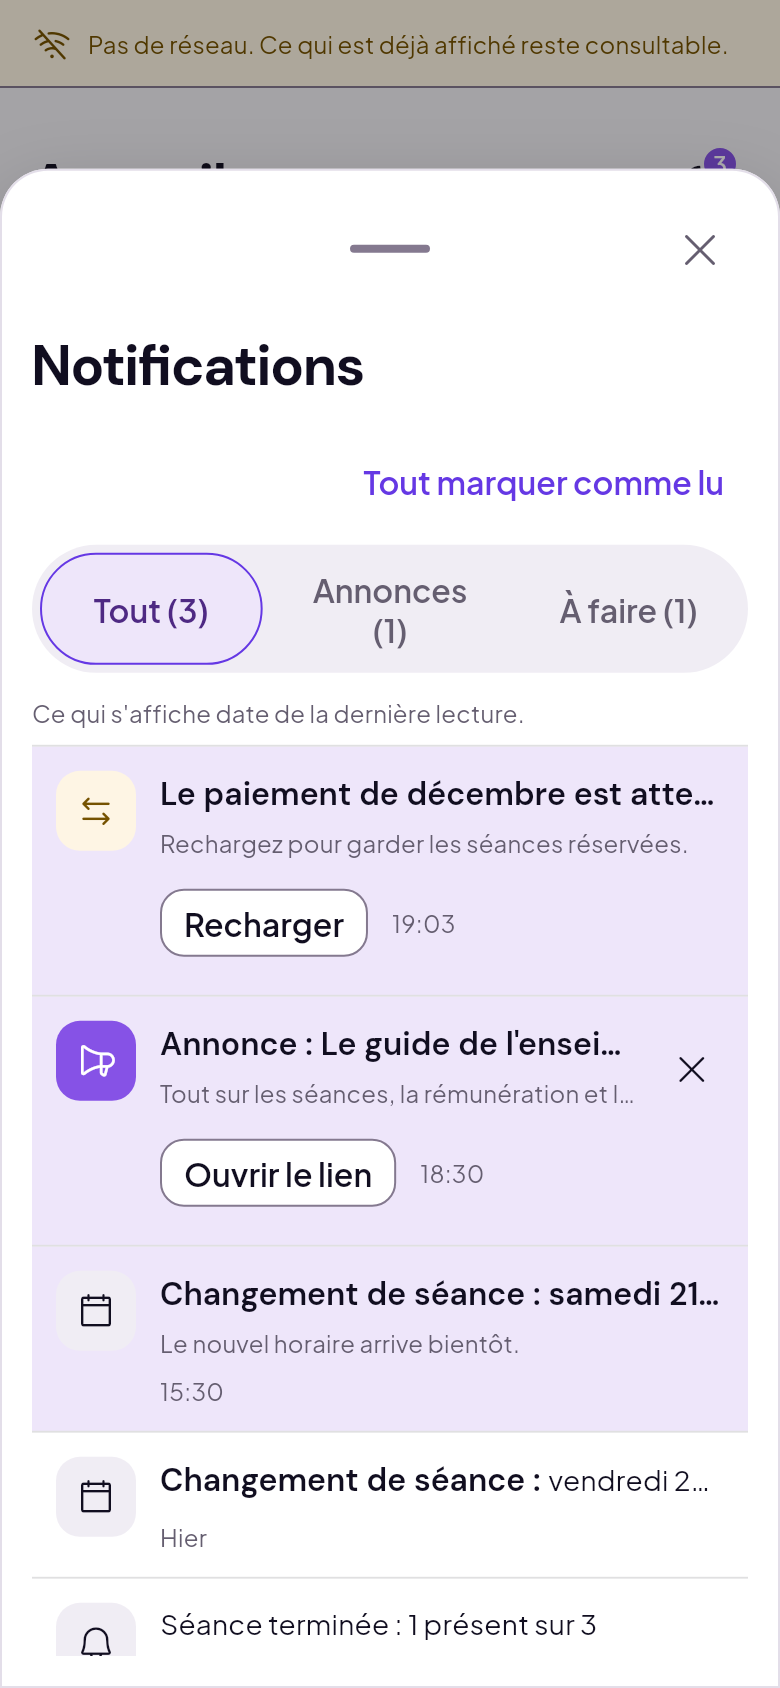 Pas de réseau. Ce qui est déjà affiché reste consultable.
3
Notifications
Tout marquer comme lu
Tout (3)
Annonces
(1)
À faire (1)
Ce qui s'affiche date de la dernière lecture.
Le paiement de décembre est atte...
Rechargez pour garder les séances réservées.
Recharger
19:03
Annonce : Le guide de l'ensei...
Tout sur les séances, la rémunération et l...
Ouvrir le lien
18:30
Changement de séance : samedi 21...
Le nouvel horaire arrive bientôt.
15:30
Changement de séance : vendredi 2...
Hier
Séance terminée : 1 présent sur 3